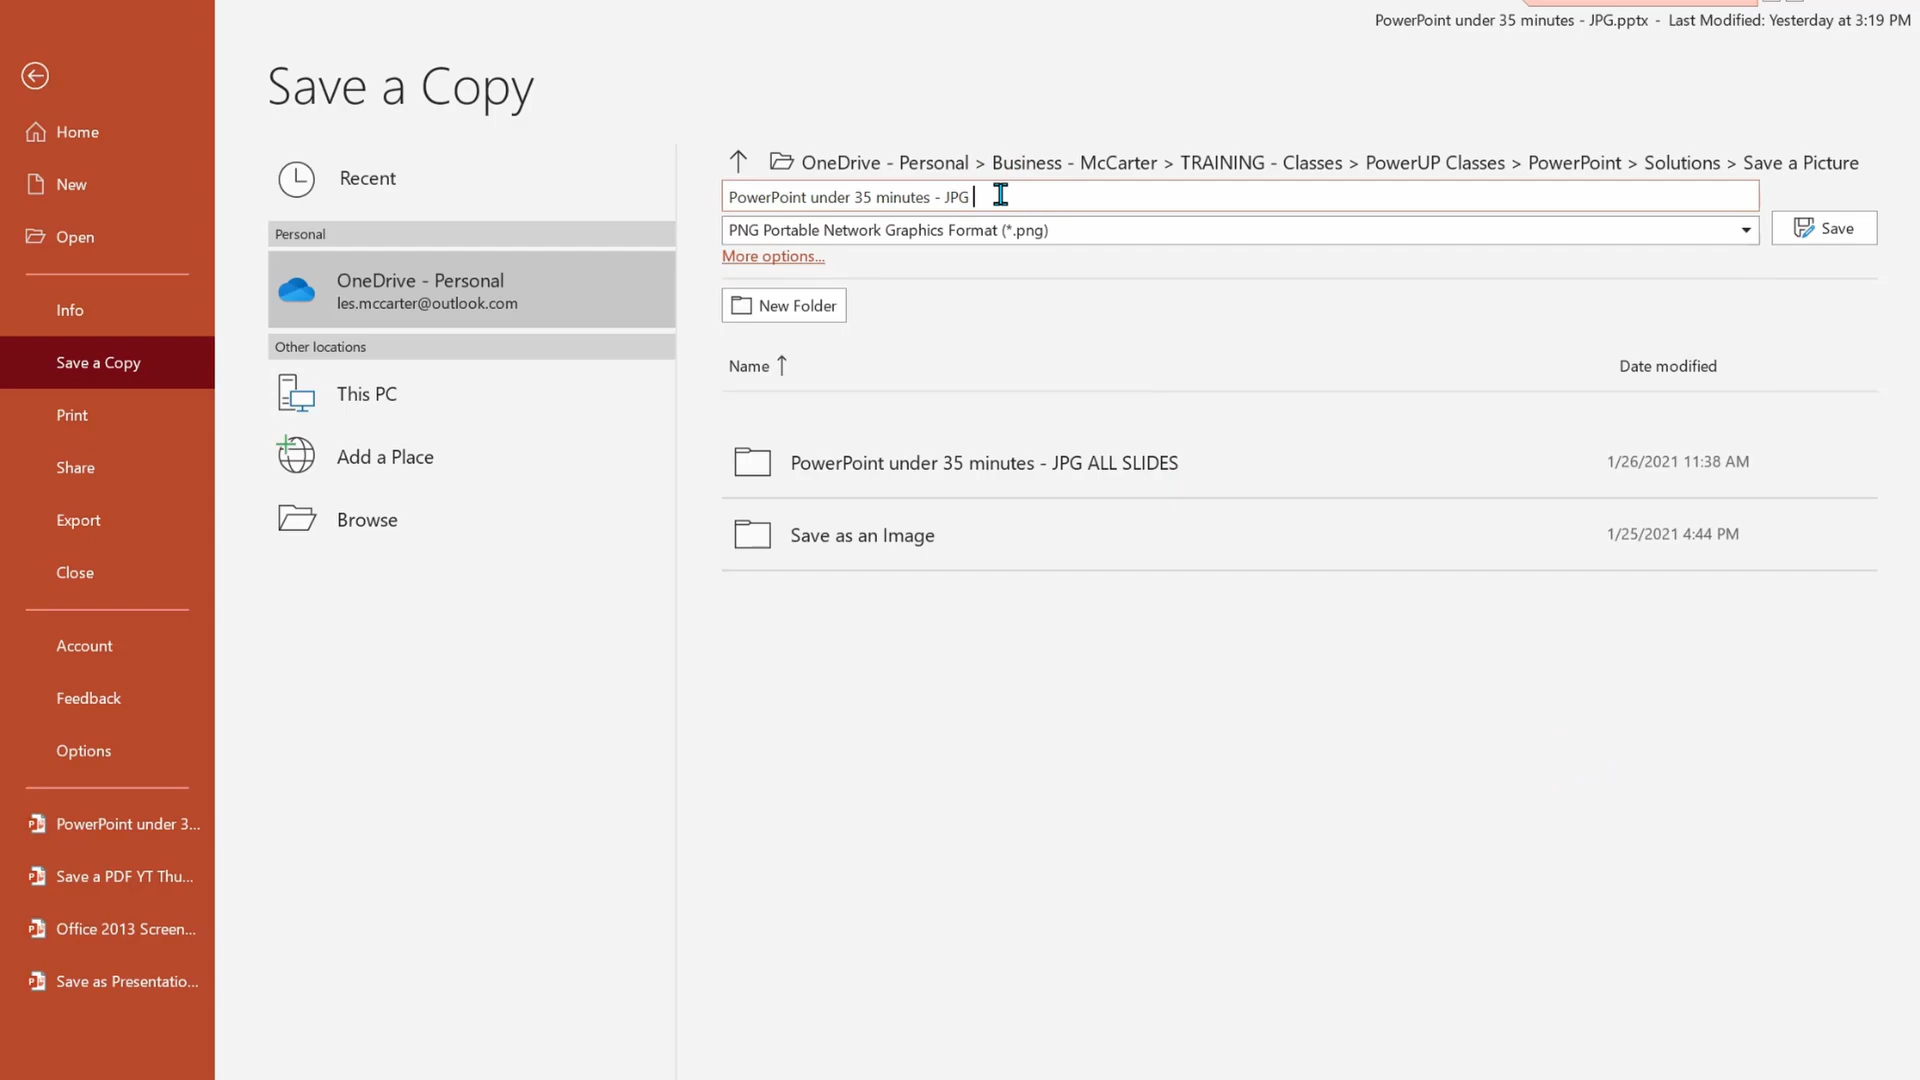 PowerPoint under 35 minutes - JPG.pptx - Last Modified: Yesterday at 3:19 PM
Save a Copy
Home
New
Open
Info
Save a Copy
Print
Share
Export
Close
Account
Feedback
Options
PowerPoint under 3...
Save a PDF YT Thu...
Office 2013 Screen...
Save as Presentatio...
Recent
Personal
OneDrive - Personal
les.mccarter@outlook.com
Other locations
This PC
Add a Place
Browse
OneDrive - Personal > Business - McCarter > TRAINING - Classes > PowerUP Classes > PowerPoint > Solutions > Save a Picture
PowerPoint under 35 minutes - JPG
PNG Portable Network Graphics Format (*.png)
Save
More options...
New Folder
Name Date modified
PowerPoint under 35 minutes - JPG ALL SLIDES 1/26/2021 11:38 AM
Save as an Image 1/25/2021 4:44 PM